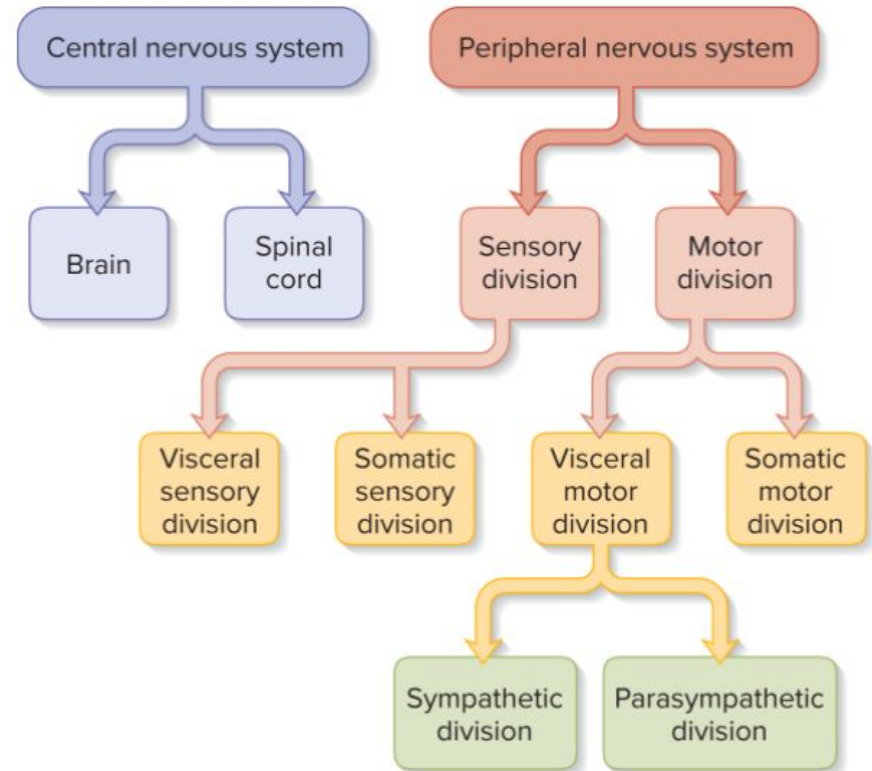 Central nervous system
Peripheral nervous system
Brain
Spinal
cord
Sensory
division
Motor
division
Visceral
sensory
division
Somatic
sensory
division
Visceral
motor
division
Somatic
motor
division
Sympathetic
division
Parasympathetic
division